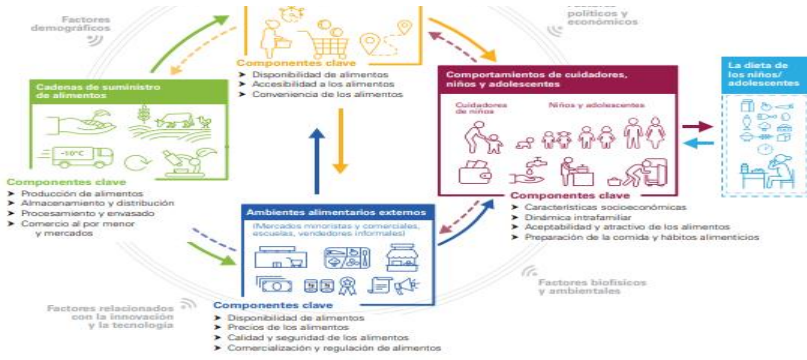 Factores
demográficos
Factores
políticos y
económicos
Componentes clave
➤ Disponibilidad de alimentos
➤ Accesibilidad a los alimentos
➤ Conveniencia de los alimentos
Cadenas de suministro
de alimentos
-10°C
Componentes clave
➤ Producción de alimentos
➤ Almacenamiento y distribución
➤ Procesamiento y envasado
➤ Comercio al por menor
y mercados
Comportamientos de cuidadores,
niños y adolescentes
Cuidadores
de niños
Niños y adolescentes
Componentes clave
➤ Características socioeconómicas
➤ Dinámica intrafamiliar
➤ Aceptabilidad y atractivo de los alimentos
➤ Preparación de la comida y hábitos alimenticios
La dieta de
los niños/
adolescentes
Ambientes alimentarios externos
(Mercados minoristas y comerciales,
escuelas, vendedores informales)
Componentes clave
➤ Disponibilidad de alimentos
➤ Precios de los alimentos
➤ Calidad y seguridad de los alimentos
➤ Comercialización y regulación de alimentos
Factores relacionados
con la innovación
y la tecnología
Factores biofísicos
y ambientales